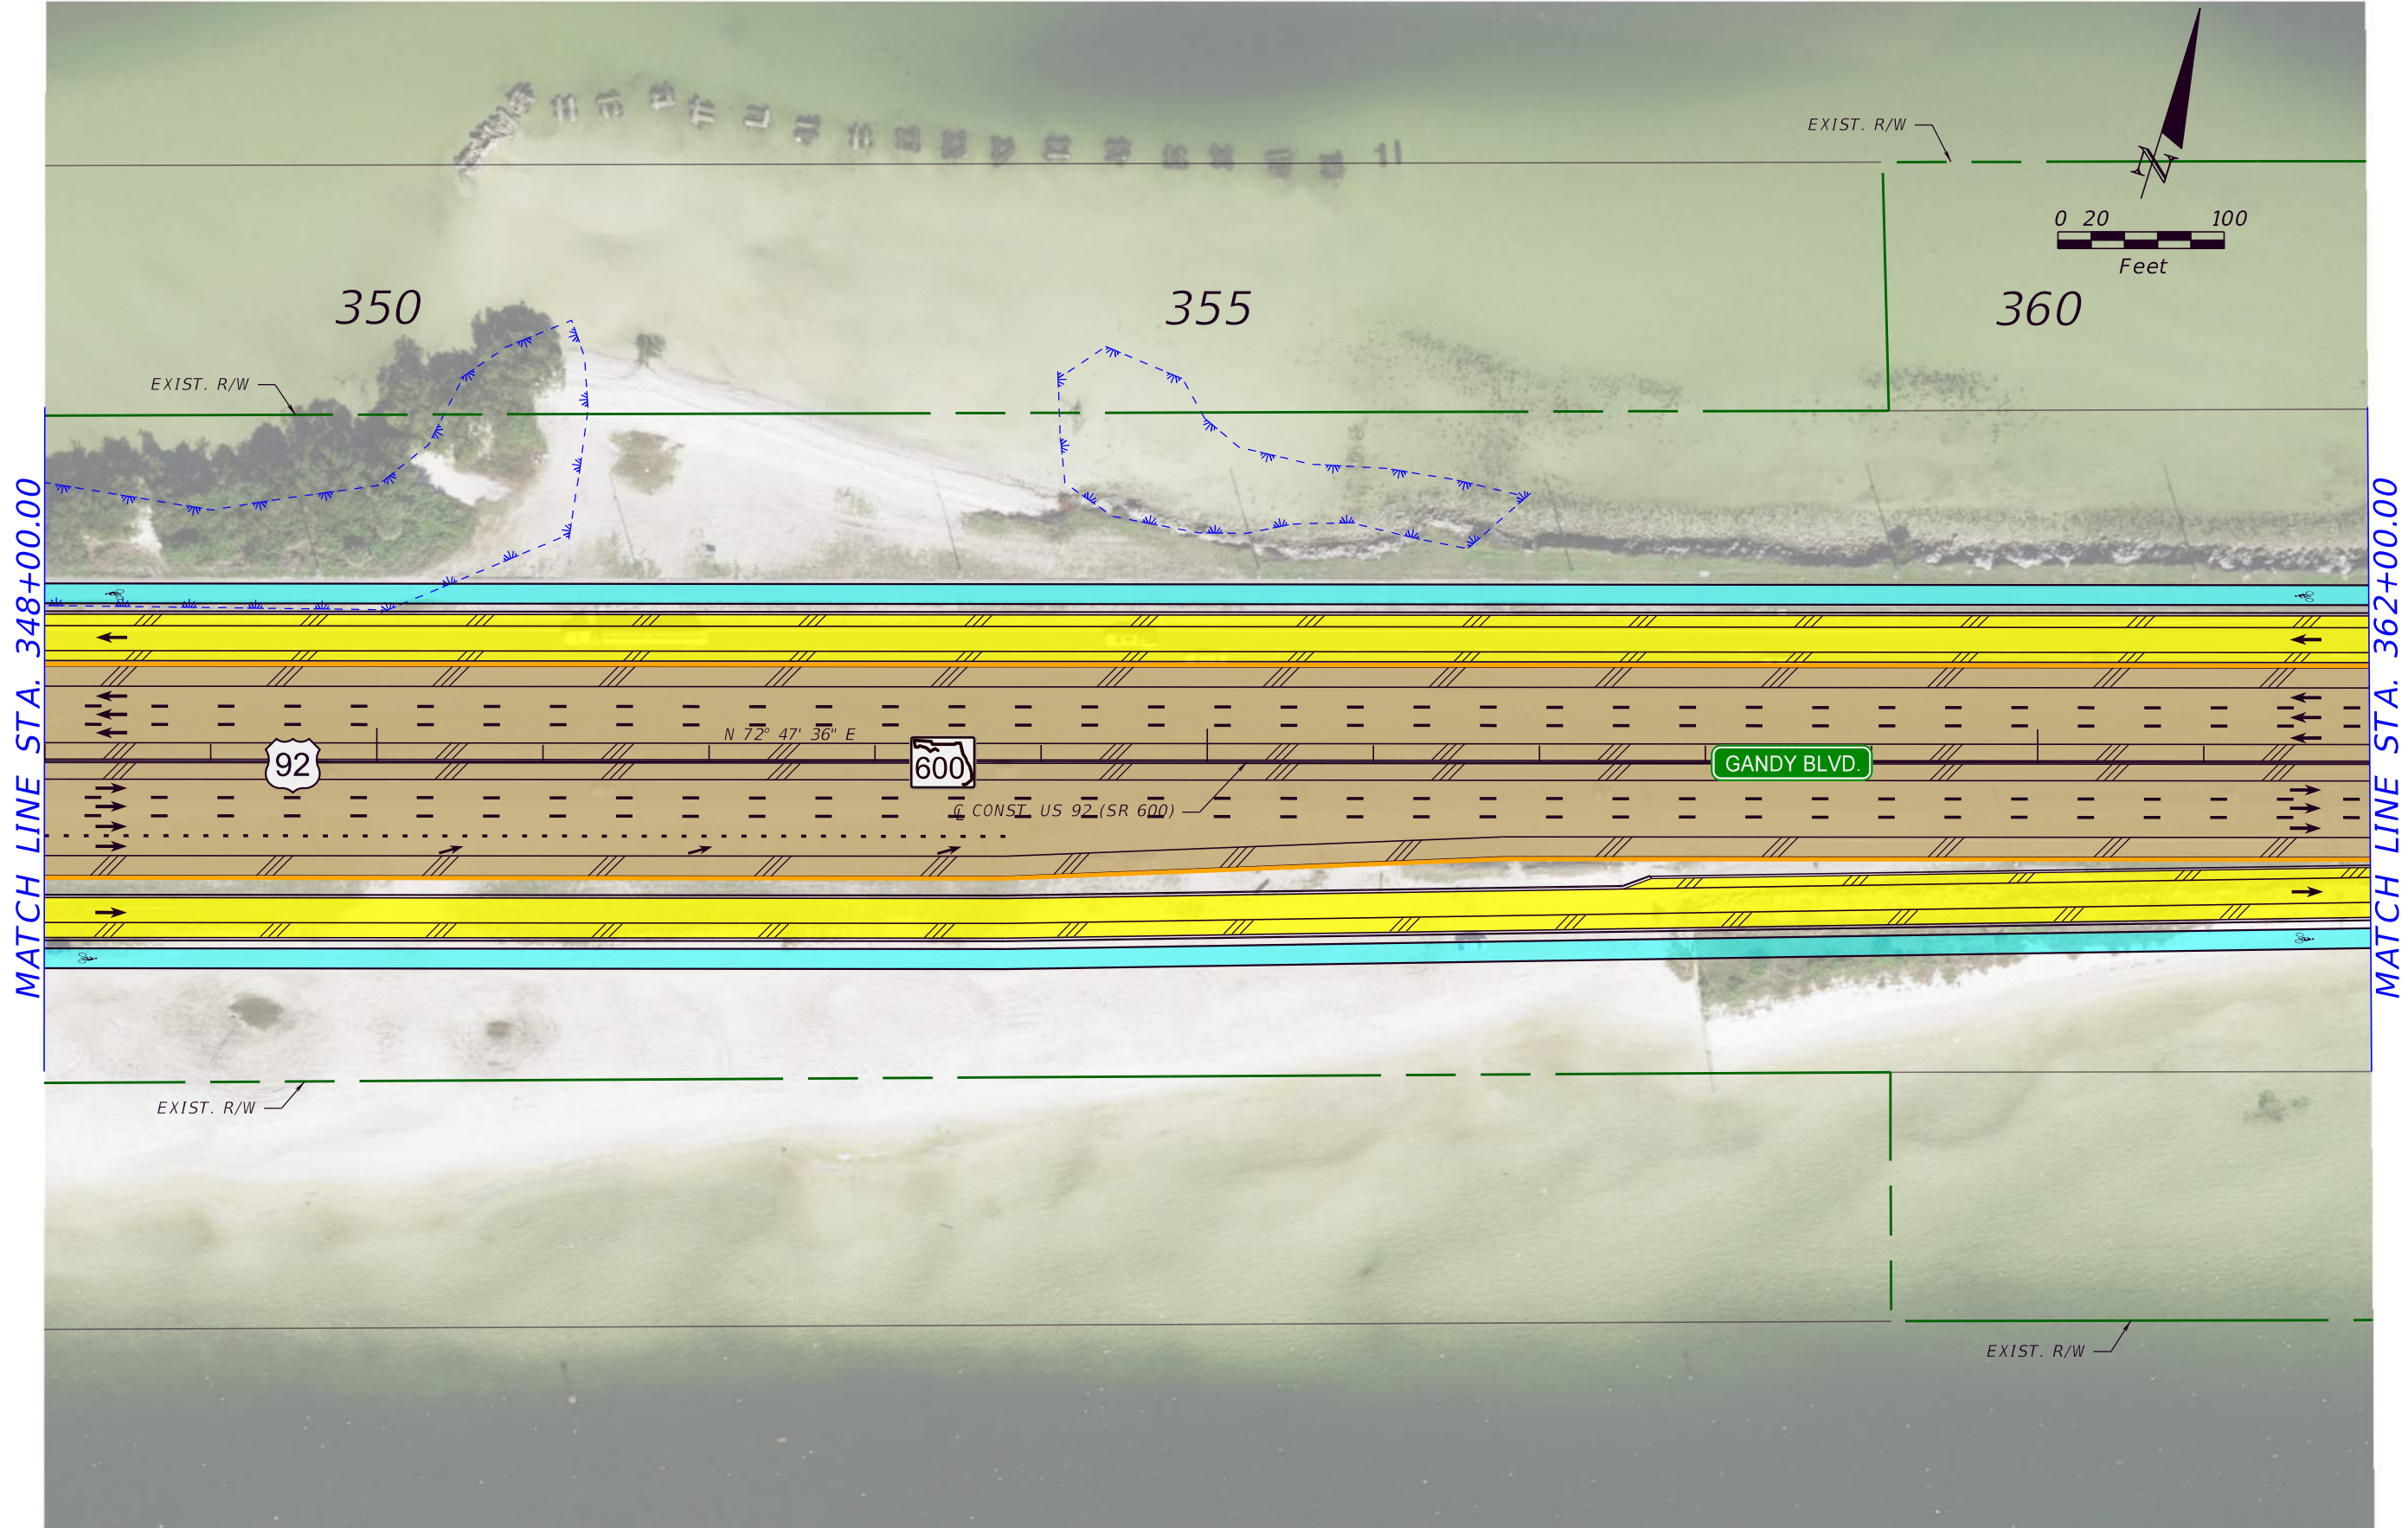 EXIST. R/W
N
0 20 100
Feet
350
355
360
EXIST. R/W
MATCH LINE STA. 348+00.00
MATCH LINE STA. 362+00.00
N 72° 47' 36" E
92
600
GANDY BLVD.
℄ CONST. US 92 (SR 600)
EXIST. R/W
EXIST. R/W